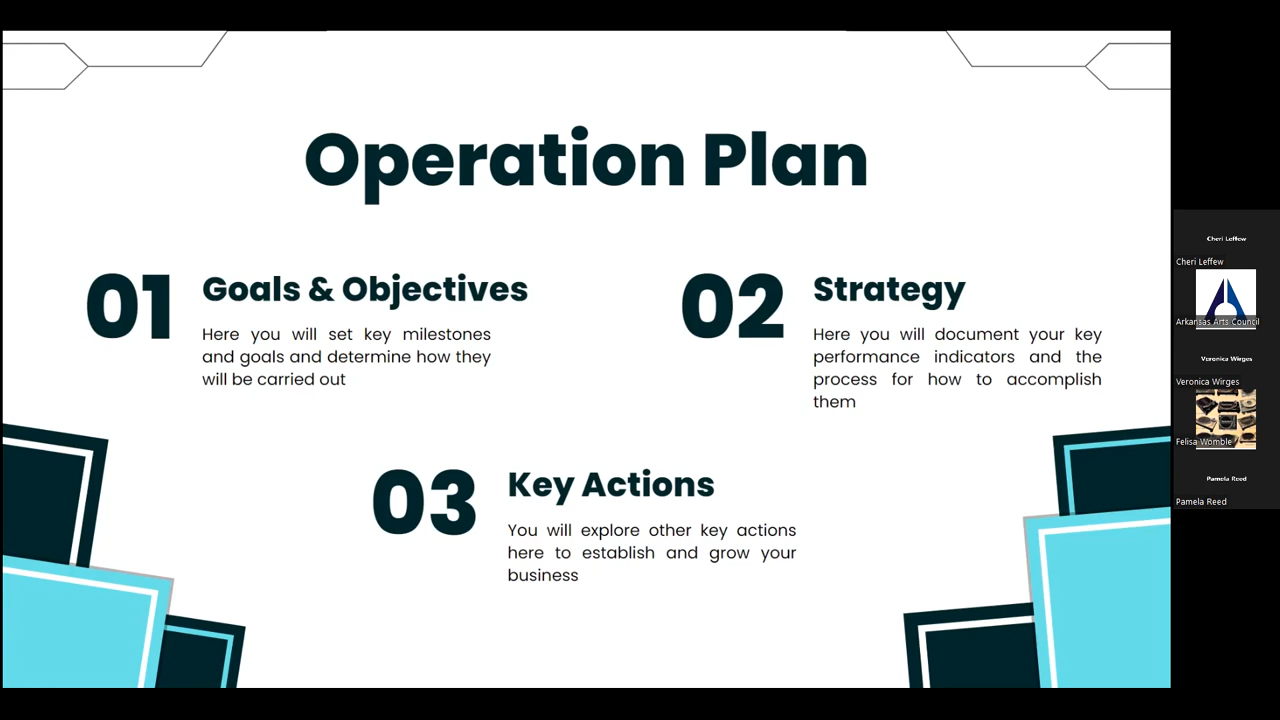 Operation Plan
01
Goals & Objectives
Here you will set key milestones
and goals and determine how they
will be carried out
02
Strategy
Here you will document your key
performance indicators and the
process for how to accomplish
them
03
Key Actions
You will explore other key actions
here to establish and grow your
business
Cheri Leffew
Cheri Leffew
Arkansas Arts Council
Veronica Wirges
Veronica Wirges
Felisa Womble
Pamela Reed
Pamela Reed